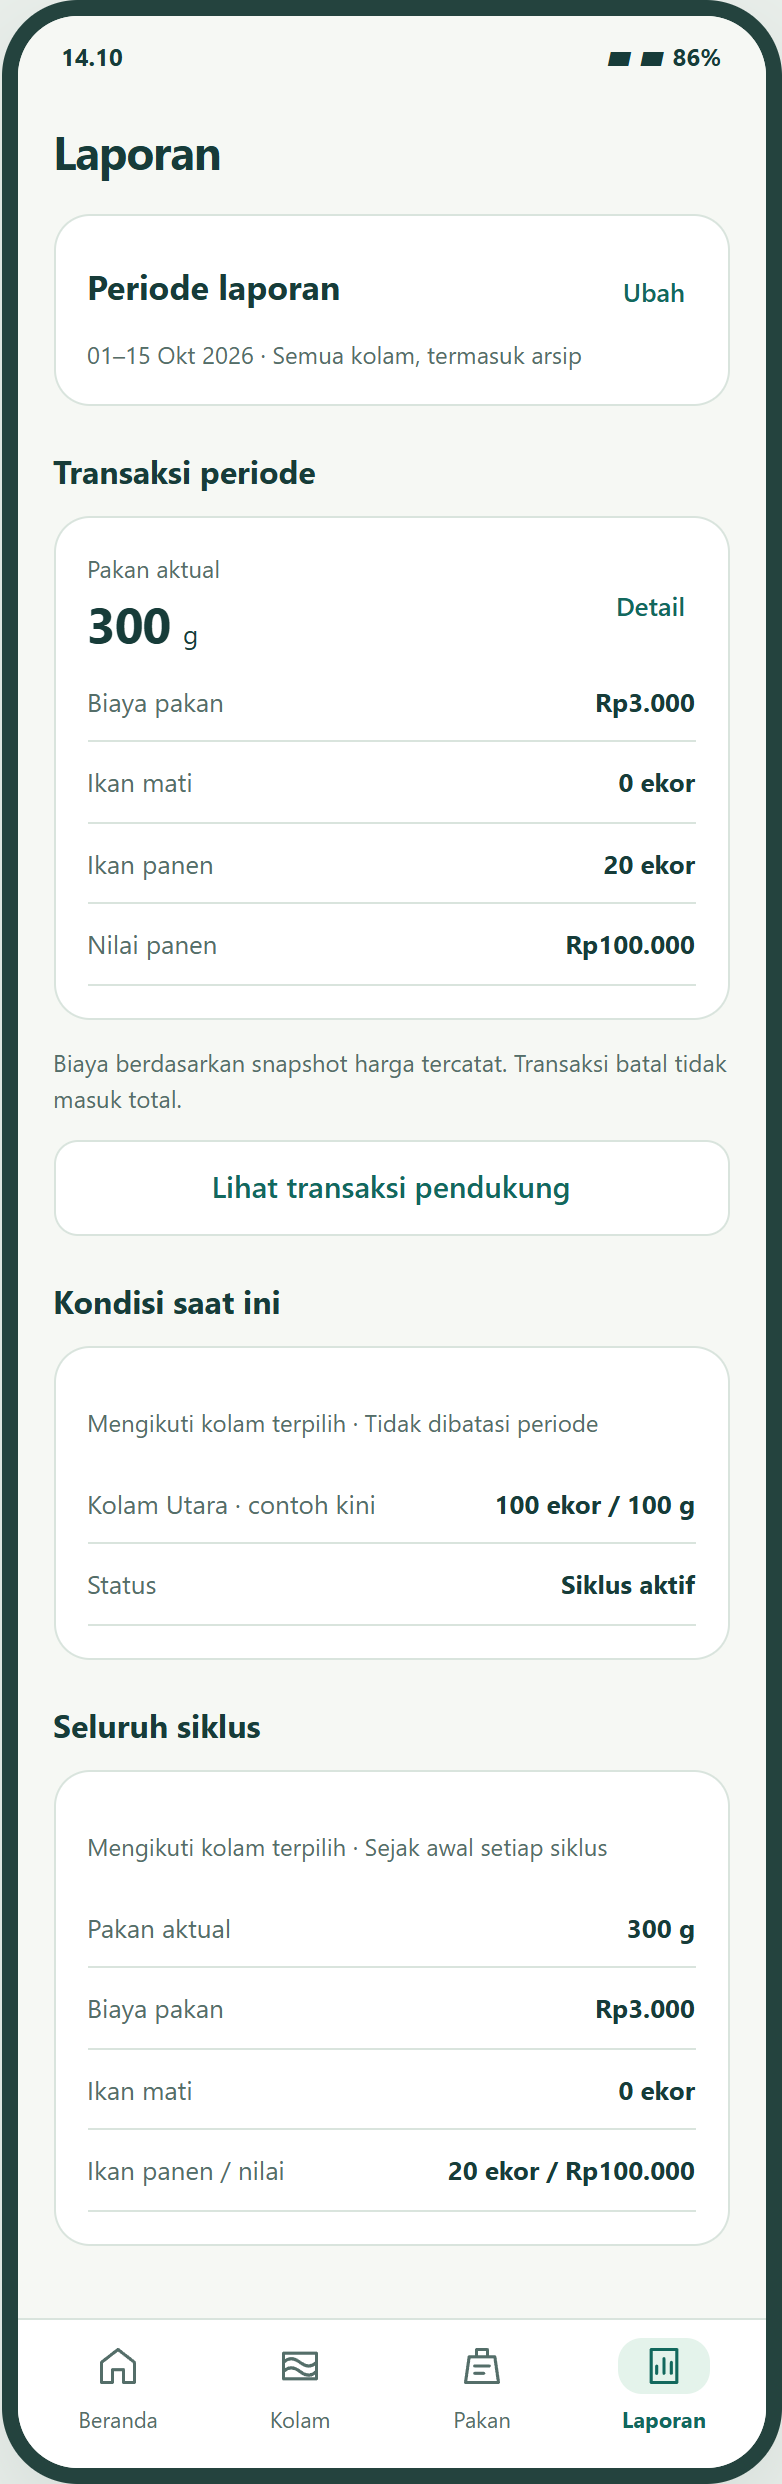 14.10
86%
Laporan
Periode laporan
Ubah
01–15 Okt 2026 · Semua kolam, termasuk arsip
Transaksi periode
Pakan aktual
300 g
Detail
Biaya pakan
Rp3.000
Ikan mati
0 ekor
Ikan panen
20 ekor
Nilai panen
Rp100.000
Biaya berdasarkan snapshot harga tercatat. Transaksi batal tidak
masuk total.
Lihat transaksi pendukung
Kondisi saat ini
Mengikuti kolam terpilih · Tidak dibatasi periode
Kolam Utara · contoh kini
100 ekor / 100 g
Status
Siklus aktif
Seluruh siklus
Mengikuti kolam terpilih · Sejak awal setiap siklus
Pakan aktual
300 g
Biaya pakan
Rp3.000
Ikan mati
0 ekor
Ikan panen / nilai
20 ekor / Rp100.000
Beranda
Kolam
Pakan
Laporan